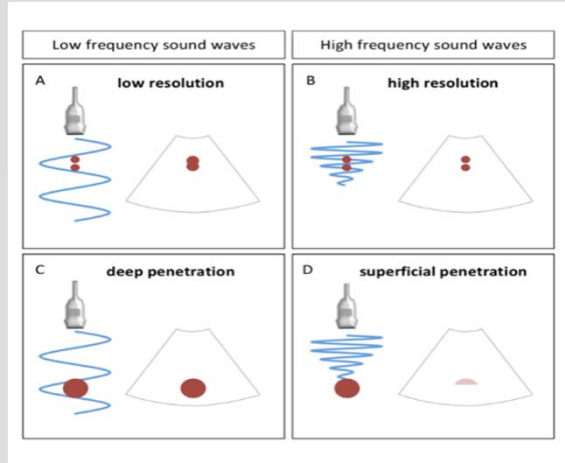 Low frequency sound waves
High frequency sound waves
A
low resolution
B
high resolution
C
deep penetration
D
superficial penetration